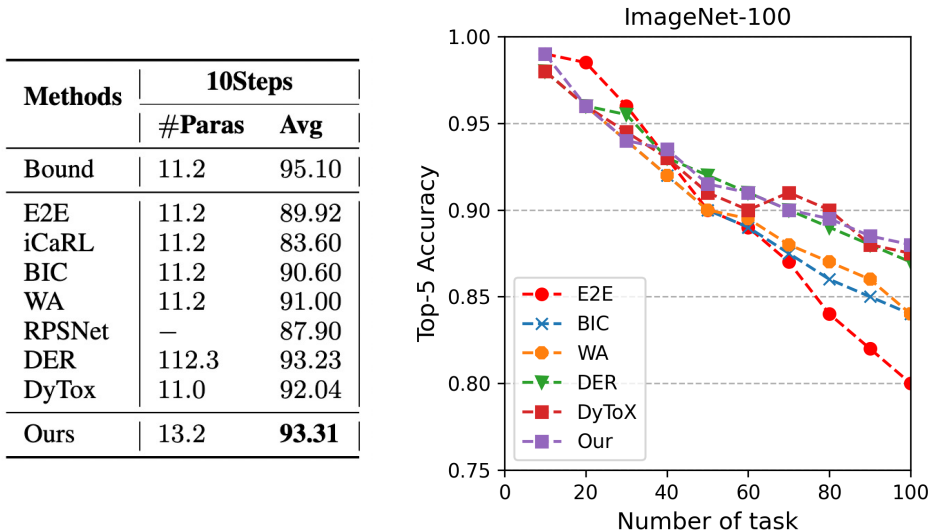 Methods
10Steps
#Paras Avg
Bound 11.2 95.10
E2E 11.2 89.92
iCaRL 11.2 83.60
BIC 11.2 90.60
WA 11.2 91.00
RPSNet – 87.90
DER 112.3 93.23
DyTox 11.0 92.04
Ours 13.2 93.31
ImageNet-100
Top-5 Accuracy
1.00
0.95
0.90
0.85
0.80
0.75
E2E
BIC
WA
DER
DyToX
Our
0 20 40 60 80 100
Number of task